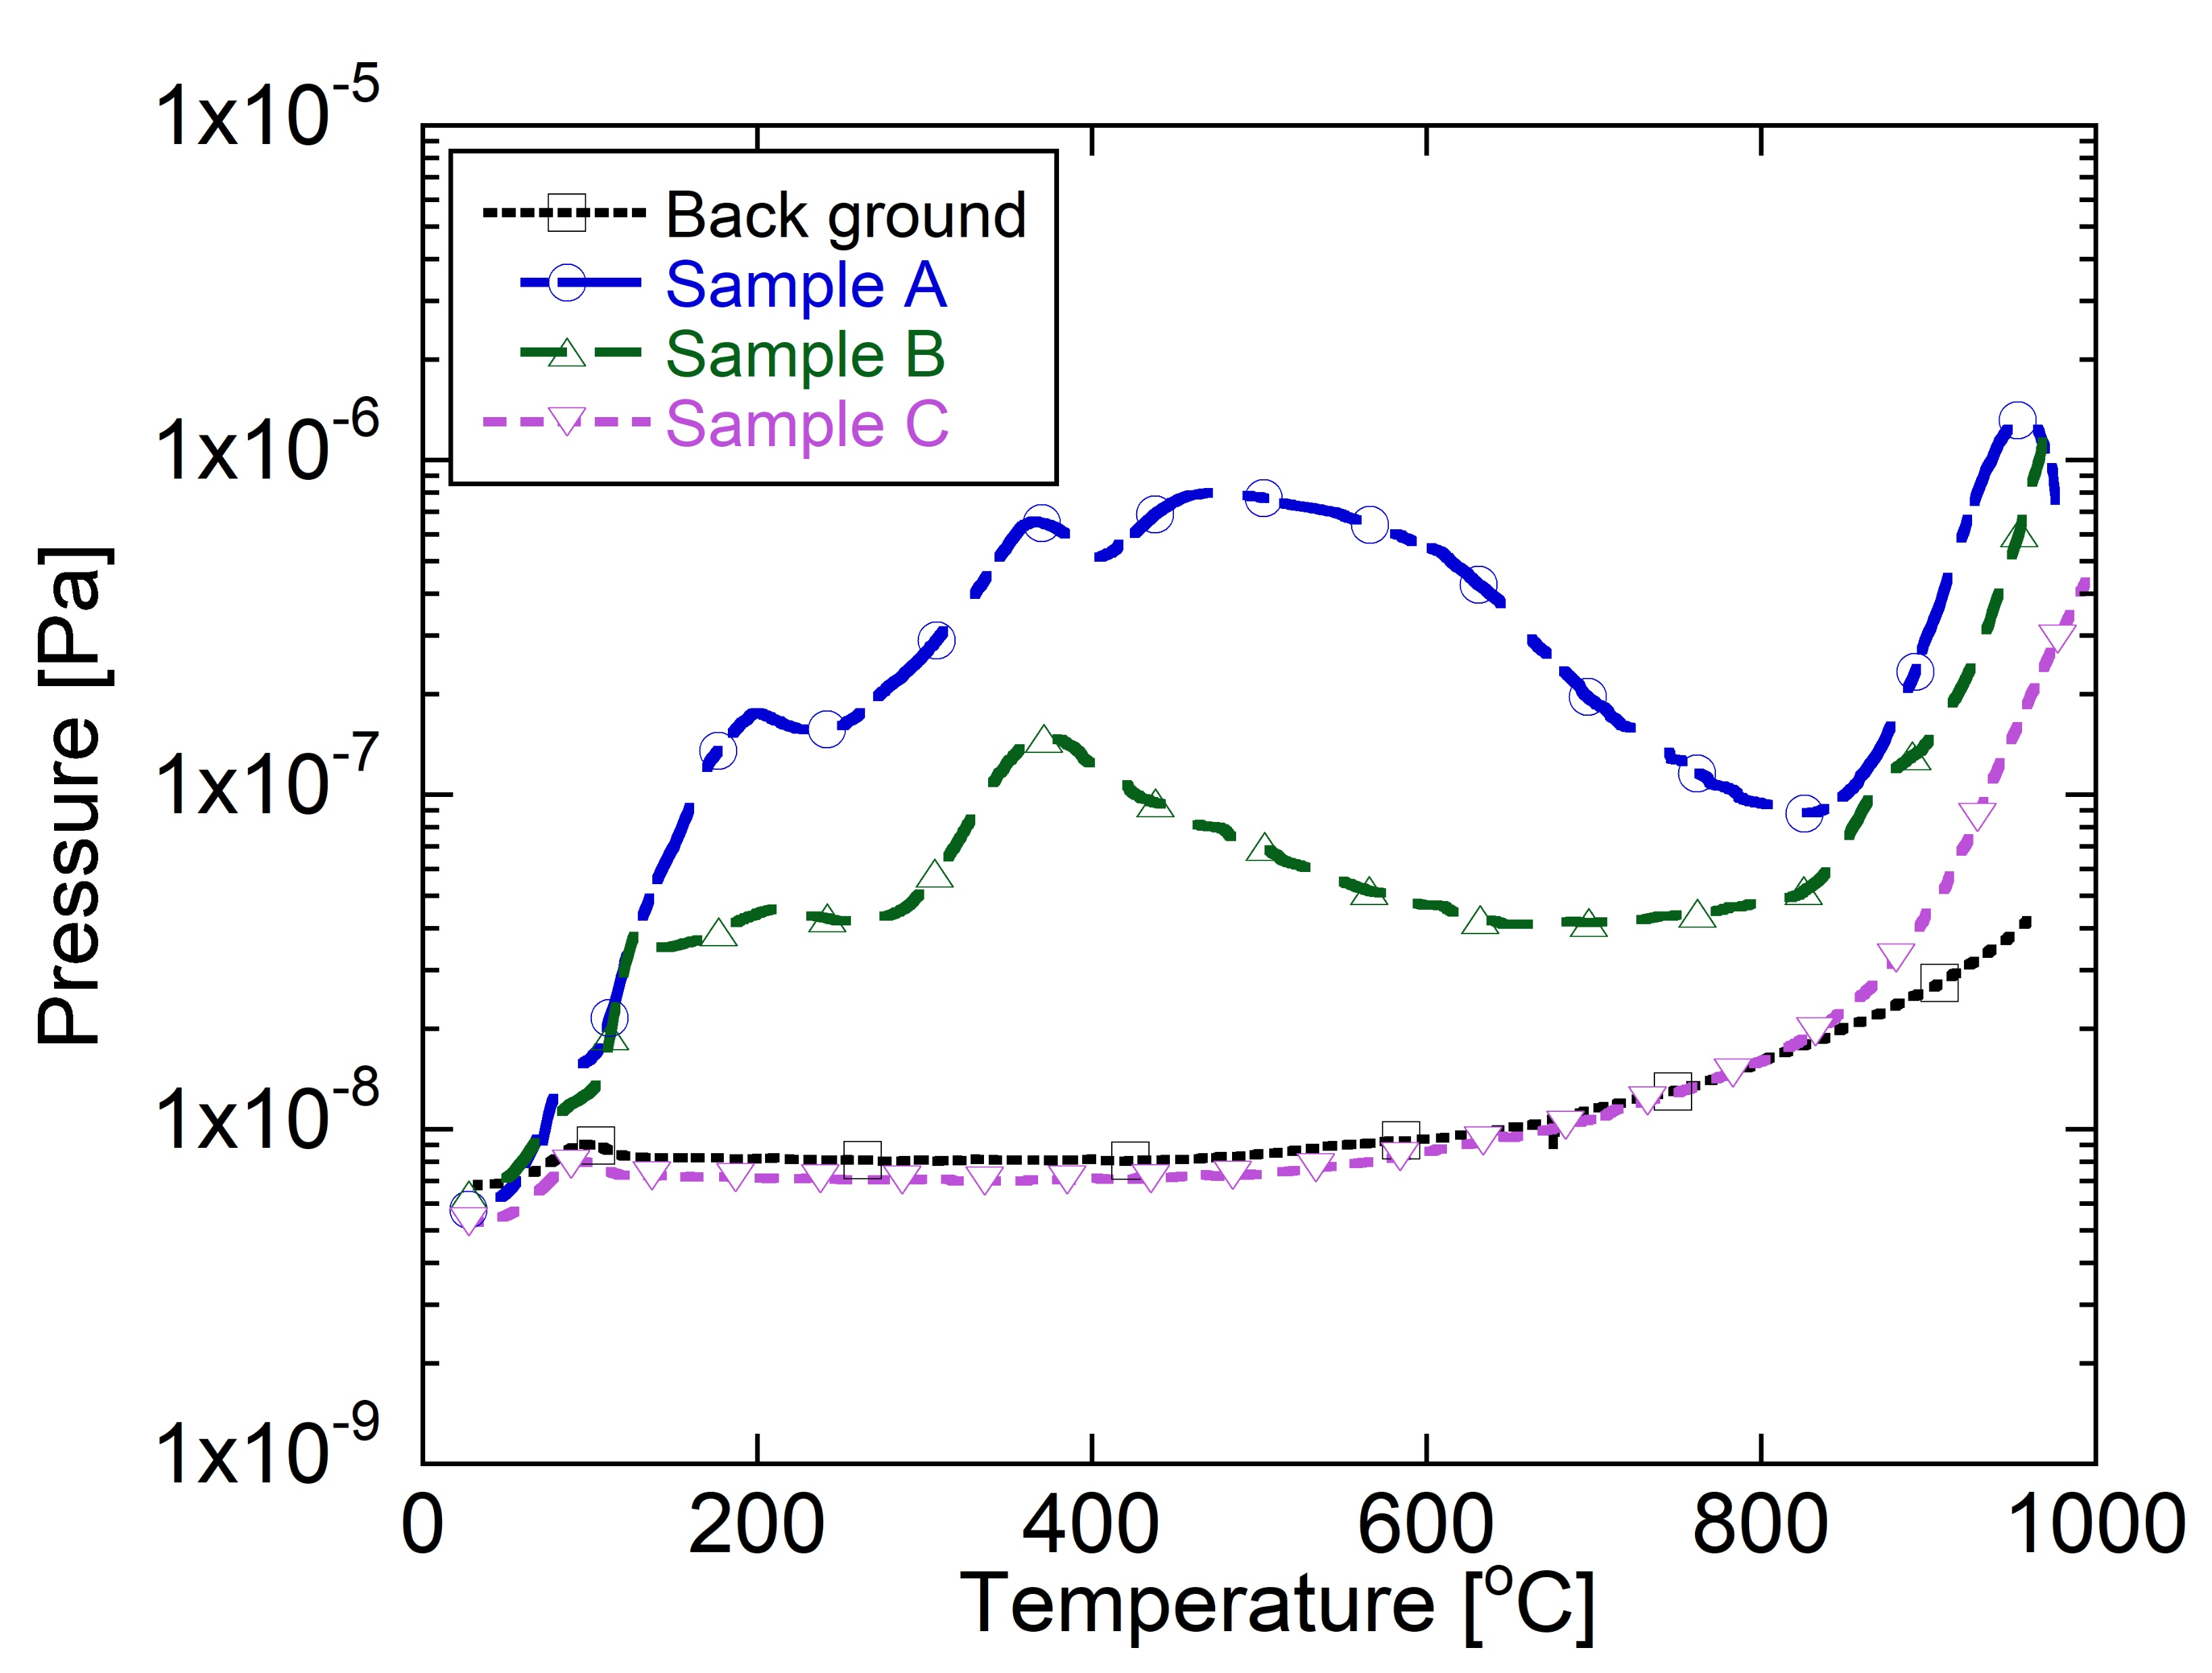 1x10-5
Back ground
Sample A
Sample B
Sample C
1x10-6
1x10-7
1x10-8
1x10-9
Pressure [Pa]
0 200 400 600 800 1000
Temperature [oC]